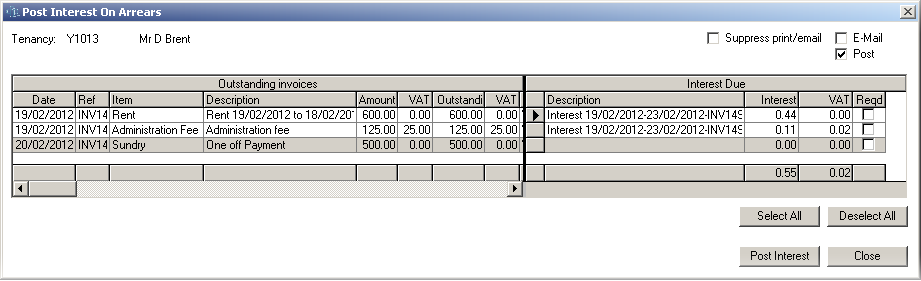 Post Interest On Arrears
Tenancy: Y1013 Mr D Brent
Suppress print/email E-Mail
Post
Outstanding invoices Interest Due
Date Ref Item Description Amount VAT Outstandi VAT Description Interest VAT Reqd
19/02/2012 INV14 Rent Rent 19/02/2012 to 18/02/20 600.00 0.00 600.00 0.00 Interest 19/02/2012-23/02/2012-INV149 0.44 0.00
19/02/2012 INV14 Administration Fee Administration fee 125.00 25.00 125.00 25.00 Interest 19/02/2012-23/02/2012-INV149 0.11 0.02
20/02/2012 INV14 Sundry One off Payment 500.00 0.00 500.00 0.00 0.00 0.00
0.55 0.02
Select All Deselect All
Post Interest Close